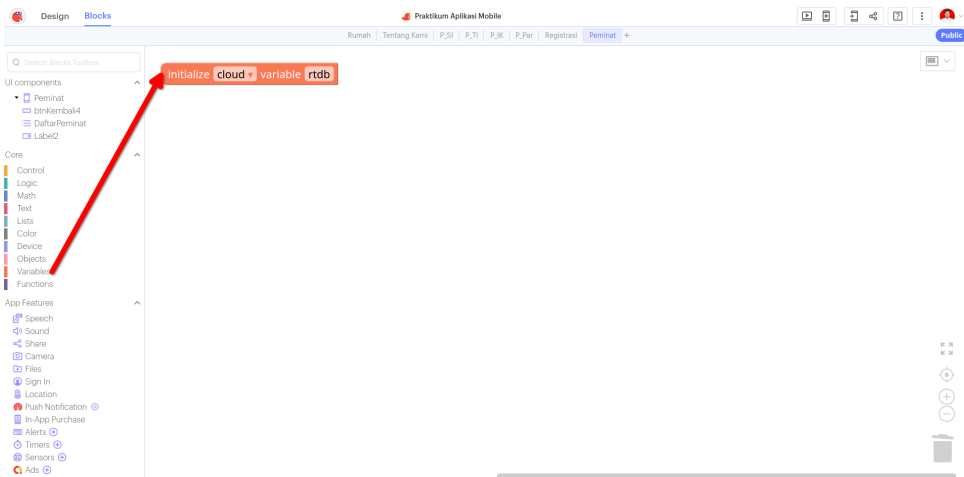 Design Blocks Praktikum Aplikasi Mobile
Rumah Tentang Kami P_SI P_TI P_IK P_Par Registrasi Peminat +
Public
Search Blocks Toolbox
UI components
Peminat
btnKembali4
DaftarPeminat
Label2
initialize cloud variable rtdb
Core
Control
Logic
Math
Text
Lists
Color
Device
Objects
Variables
Functions
App Features
Speech
Sound
Share
Camera
Files
Sign In
Location
Push Notification
In-App Purchase
Alerts
Timers
Sensors
Ads